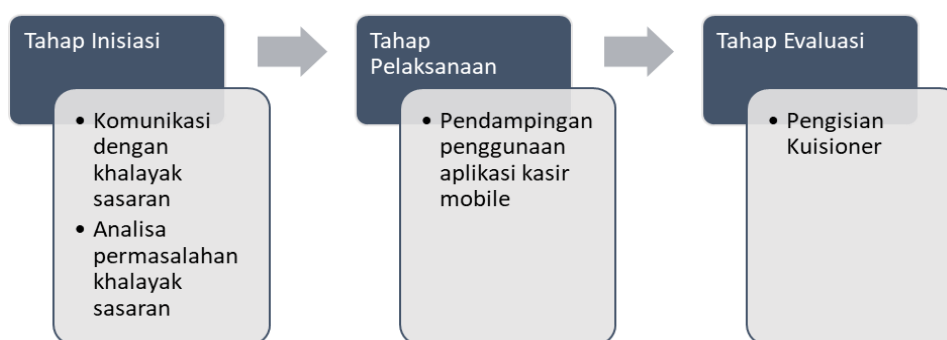 Tahap Inisiasi
• Komunikasi
dengan
khalayak
sasaran
• Analisa
permasalahan
khalayak
sasaran
Tahap
Pelaksanaan
• Pendampingan
penggunaan
aplikasi kasir
mobile
Tahap Evaluasi
• Pengisian
Kuisioner